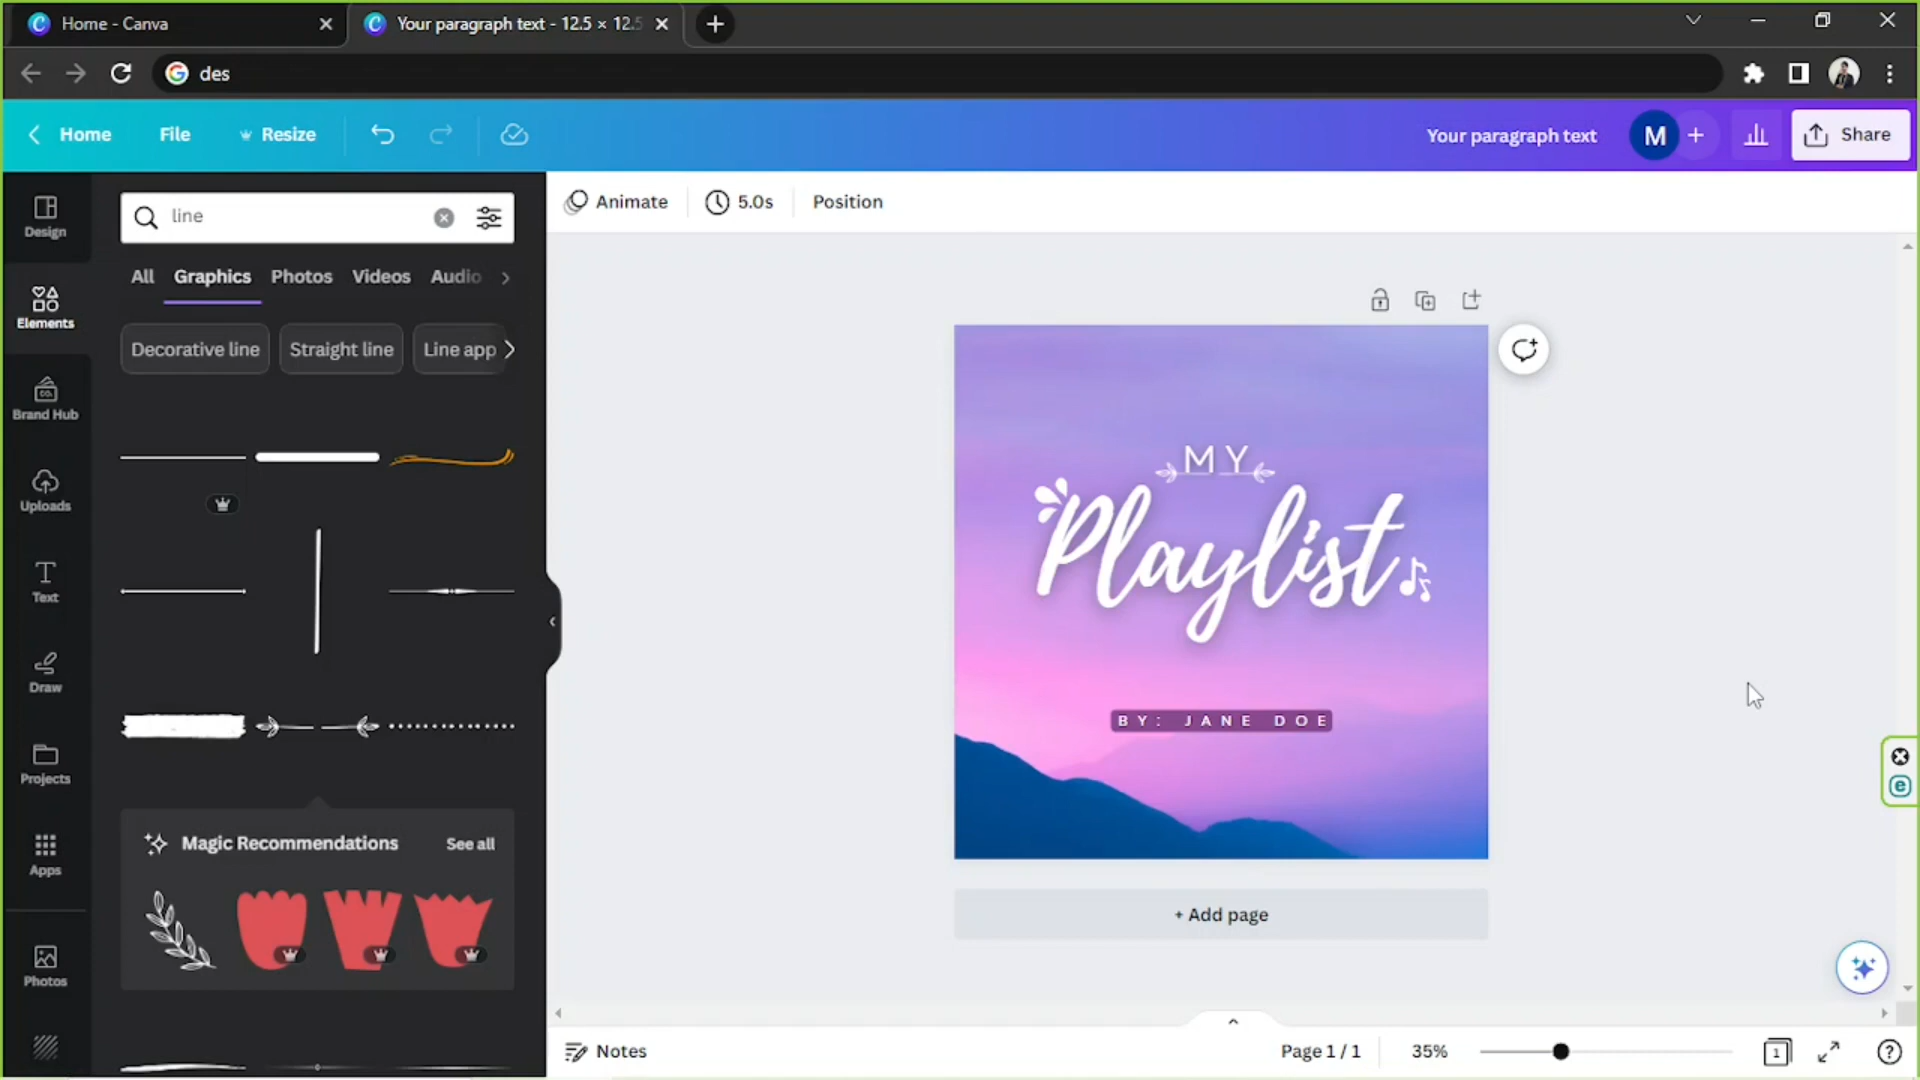 Home - Canva
Your paragraph text - 12.5 × 12.5
des
Home
File
Resize
Your paragraph text
M
Share
Design
Elements
Brand Hub
Uploads
Text
Draw
Projects
Apps
Photos
line
All
Graphics
Photos
Videos
Audio
Decorative line
Straight line
Line app
Magic Recommendations
See all
Animate
5.0s
Position
MY
Playlist
BY: JANE DOE
+ Add page
Notes
Page 1 / 1
35%
1